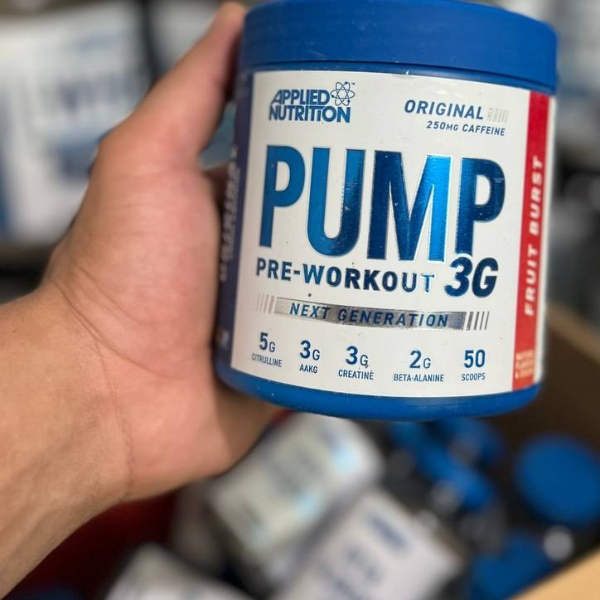 APPLIED
NUTRITION
ORIGINAL
250MG CAFFEINE
PUMP
PRE-WORKOUT 3G
NEXT GENERATION
5G
CITRULLINE
3G
AAKG
3G
CREATINE
2G
BETA-ALANINE
50
SCOOPS
FRUIT BURST